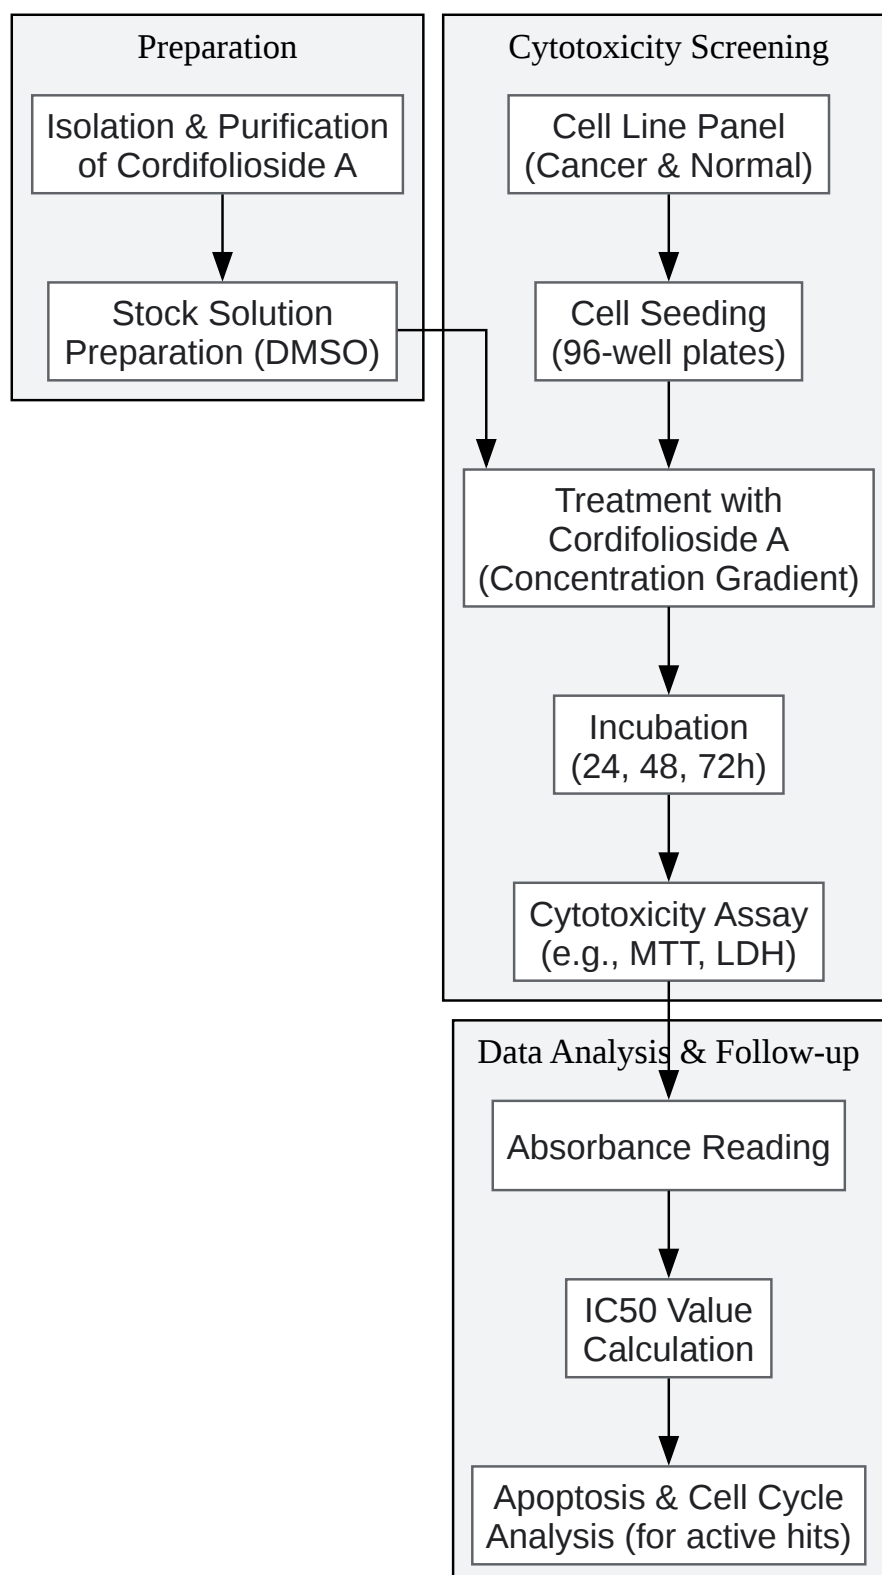 Preparation
Isolation & Purification
of Cordifolioside A
Stock Solution
Preparation (DMSO)
Cytotoxicity Screening
Cell Line Panel
(Cancer & Normal)
Cell Seeding
(96-well plates)
Treatment with
Cordifolioside A
(Concentration Gradient)
Incubation
(24, 48, 72h)
Cytotoxicity Assay
(e.g., MTT, LDH)
Data Analysis & Follow-up
Absorbance Reading
IC50 Value
Calculation
Apoptosis & Cell Cycle
Analysis (for active hits)